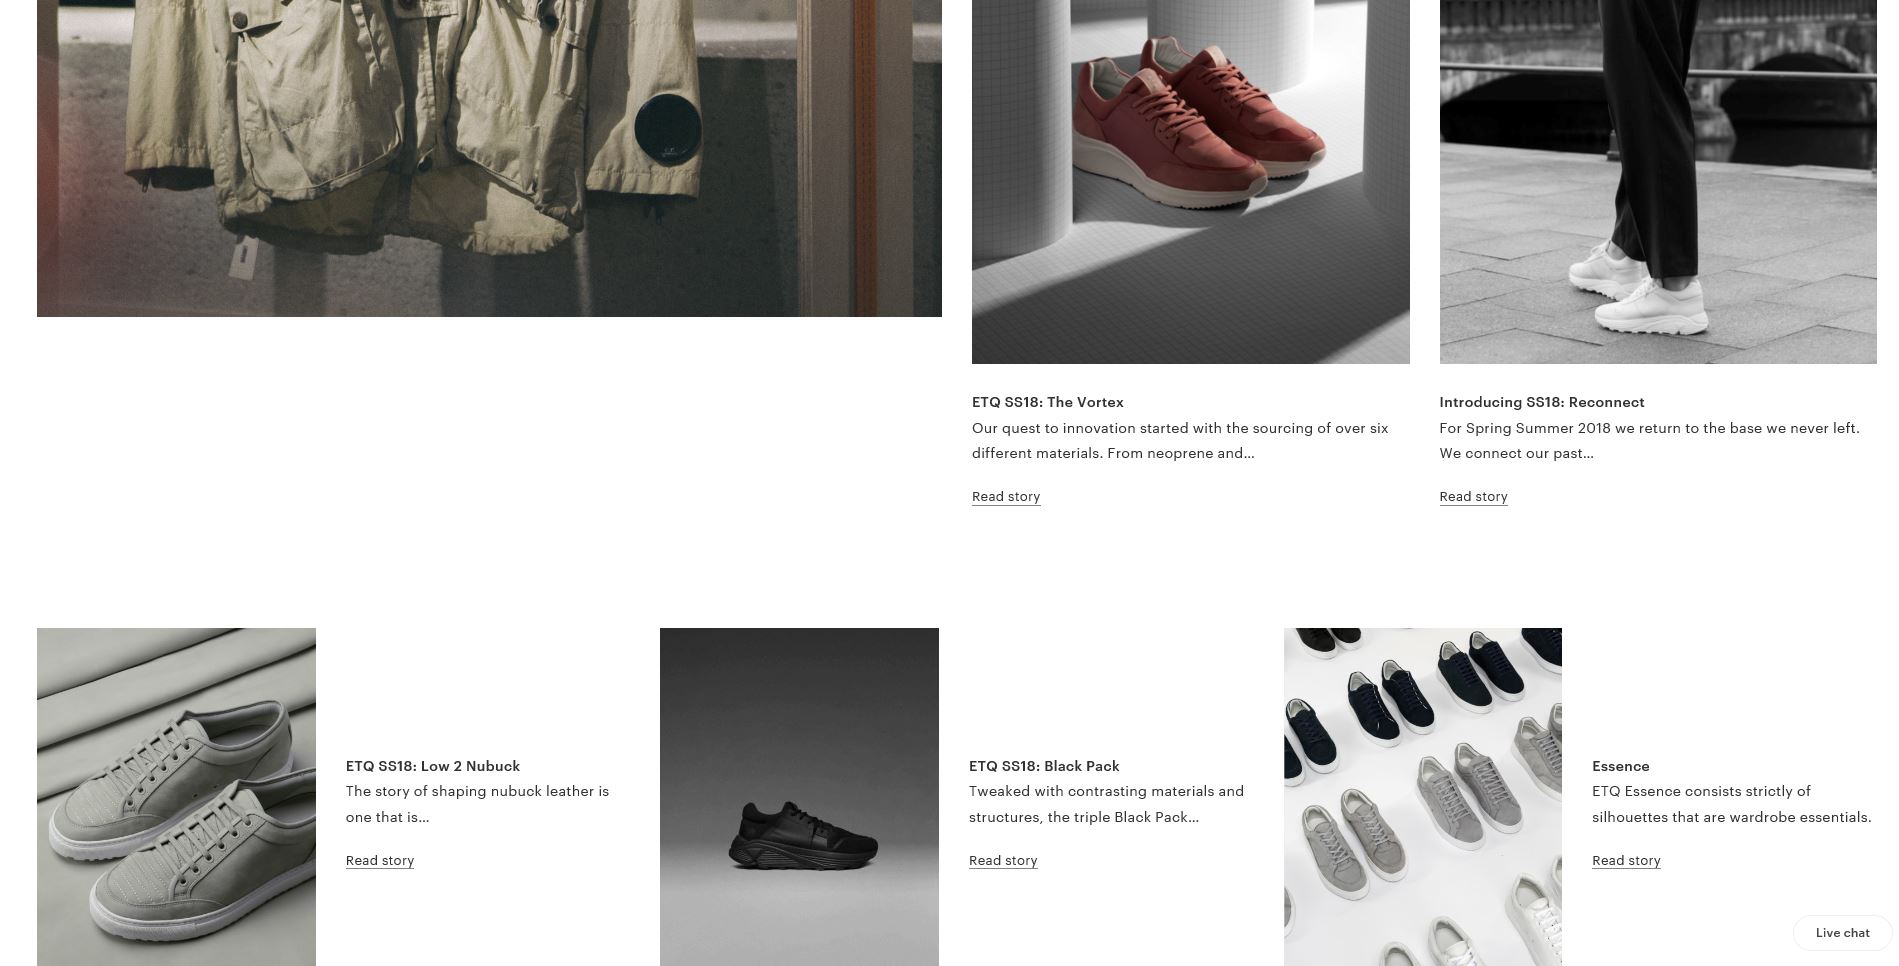 ETQ SS18: The Vortex
Our quest to innovation started with the sourcing of over six
different materials. From neoprene and...
Read story
Introducing SS18: Reconnect
For Spring Summer 2018 we return to the base we never left.
We connect our past...
Read story
ETQ SS18: Low 2 Nubuck
The story of shaping nubuck leather is
one that is...
Read story
ETQ SS18: Black Pack
Tweaked with contrasting materials and
structures, the triple Black Pack...
Read story
Essence
ETQ Essence consists strictly of
silhouettes that are wardrobe essentials.
Read story
Live chat